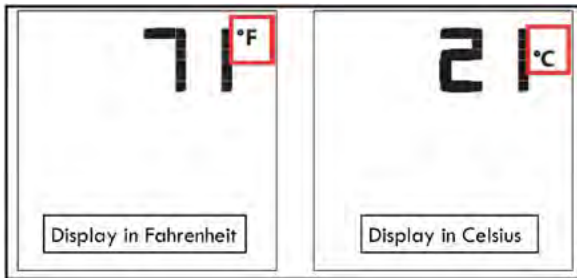 71 °F
21 °C
Display in Fahrenheit
Display in Celsius